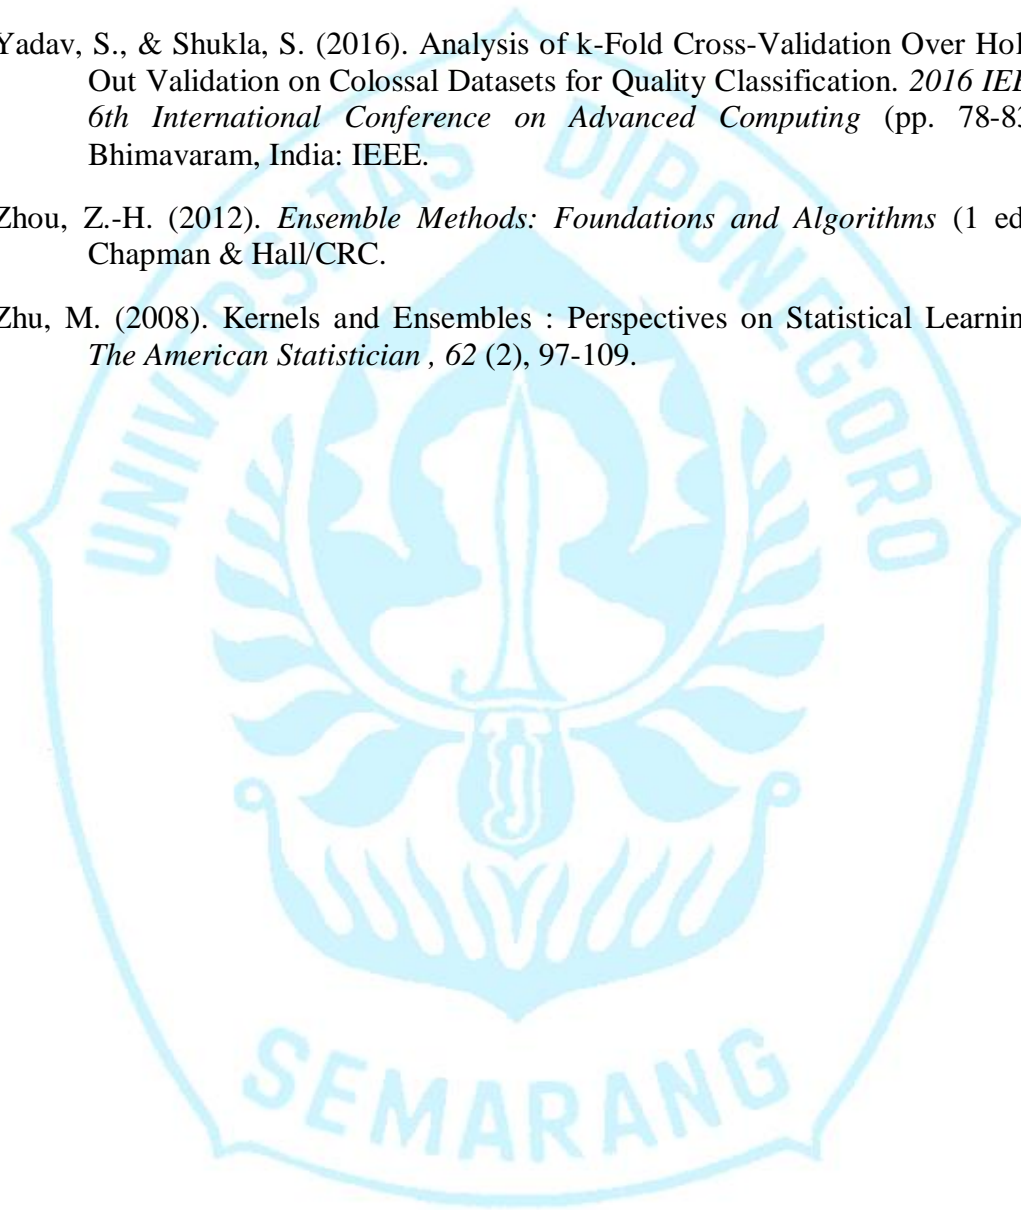 Yadav, S., & Shukla, S. (2016). Analysis of k-Fold Cross-Validation Over Hol
Out Validation on Colossal Datasets for Quality Classification. 2016 IEE
6th International Conference on Advanced Computing (pp. 78-83
Bhimavaram, India: IEEE.
Zhou, Z.-H. (2012). Ensemble Methods: Foundations and Algorithms (1 ed
Chapman & Hall/CRC.
Zhu, M. (2008). Kernels and Ensembles : Perspectives on Statistical Learnin
The American Statistician , 62 (2), 97-109.
UNIVERSITAS DIPONEGORO
SEMARANG